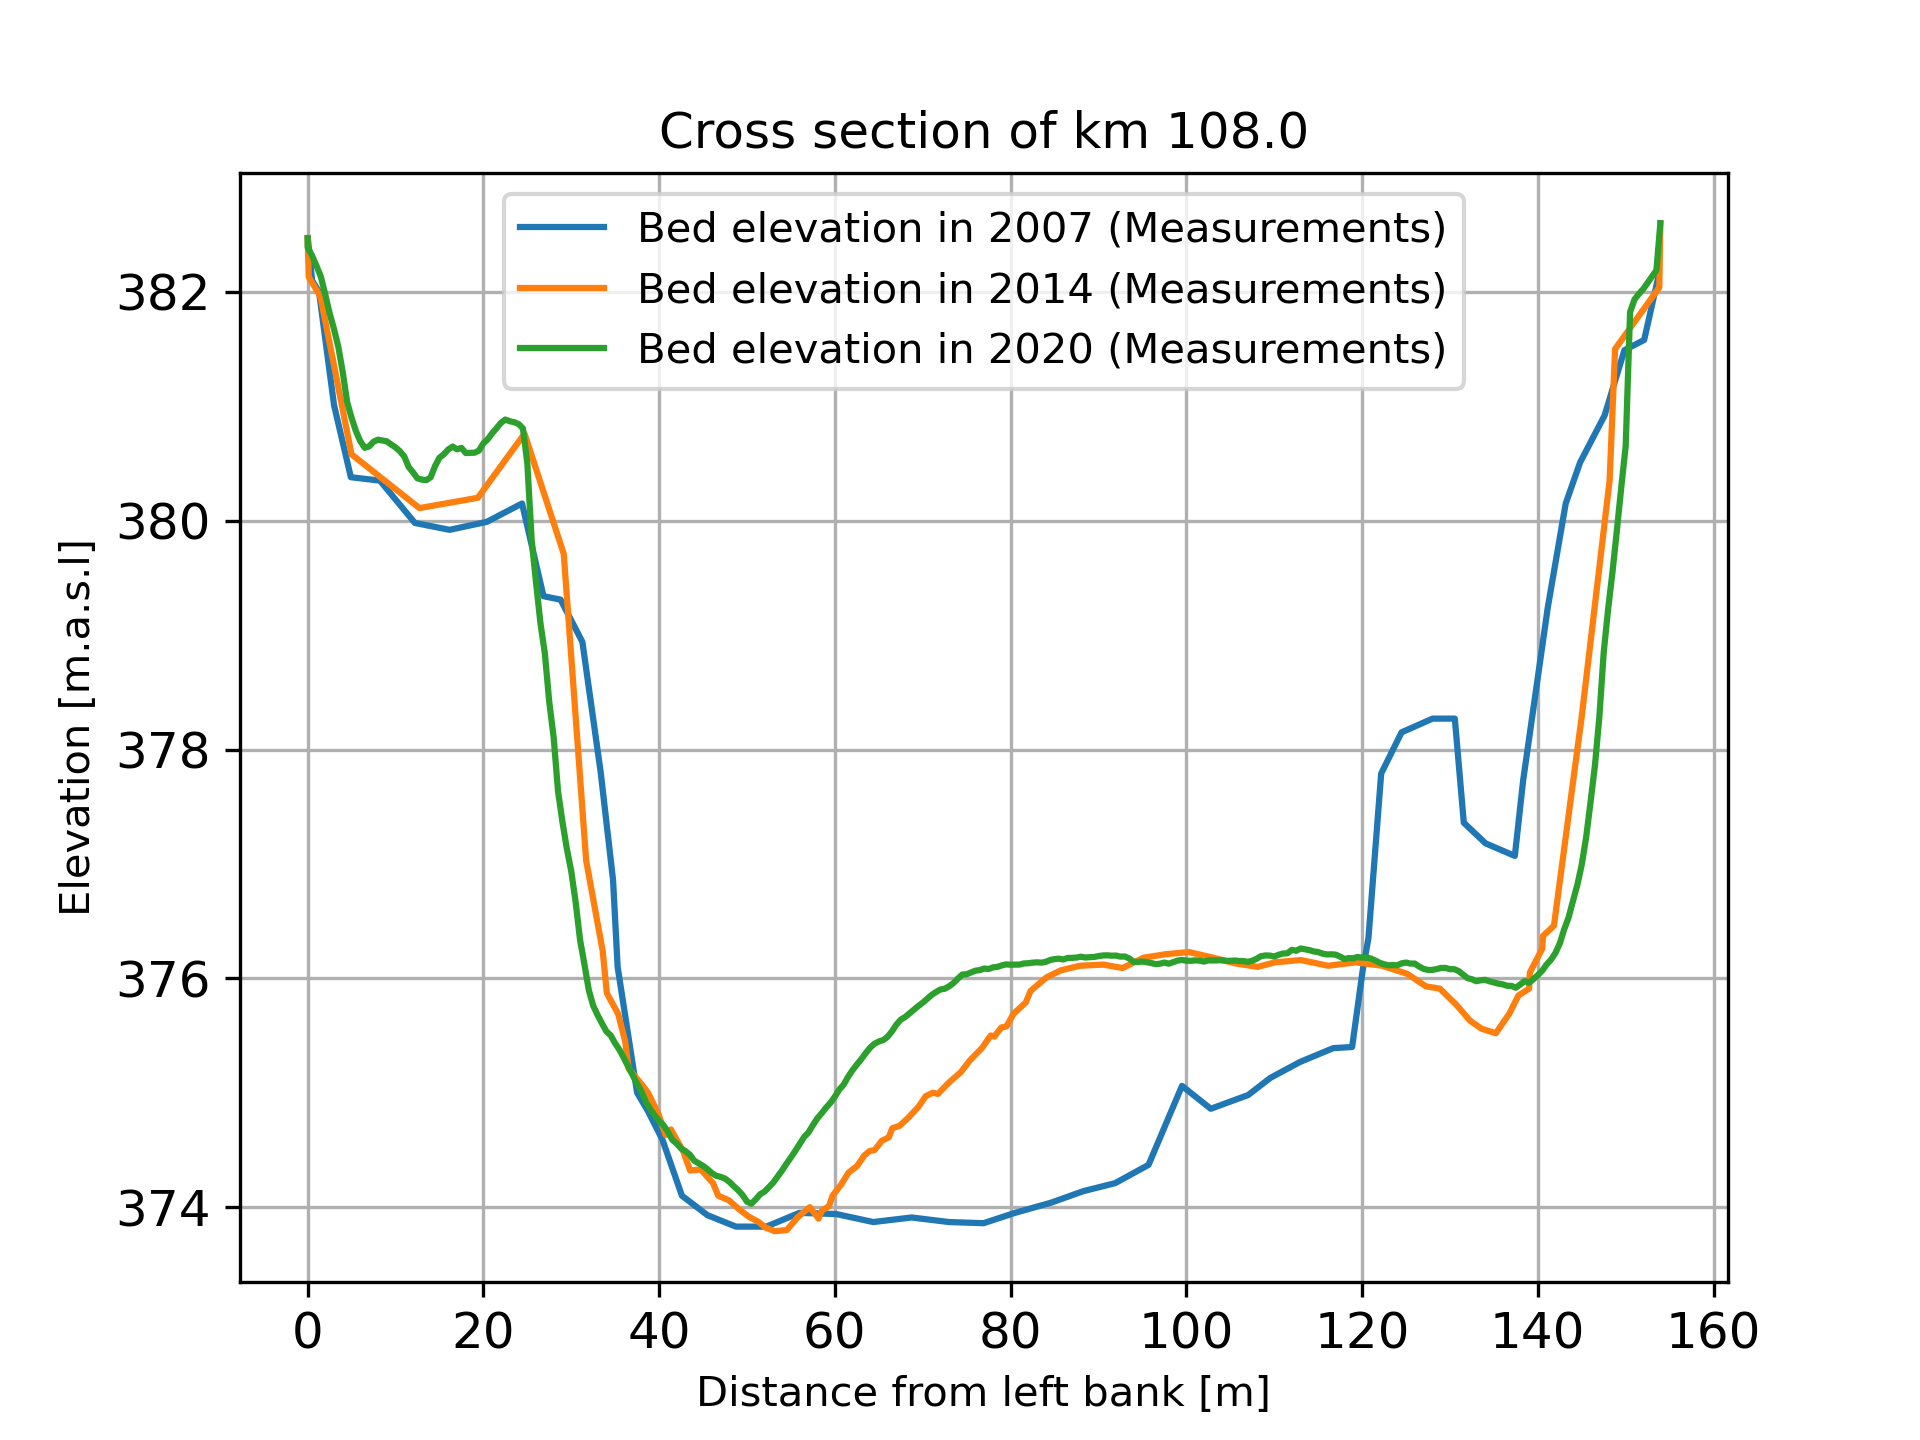 Cross section of km 108.0
Bed elevation in 2007 (Measurements)
Bed elevation in 2014 (Measurements)
Bed elevation in 2020 (Measurements)
Elevation [m.a.s.l]
382
380
378
376
374
0 20 40 60 80 100 120 140 160
Distance from left bank [m]